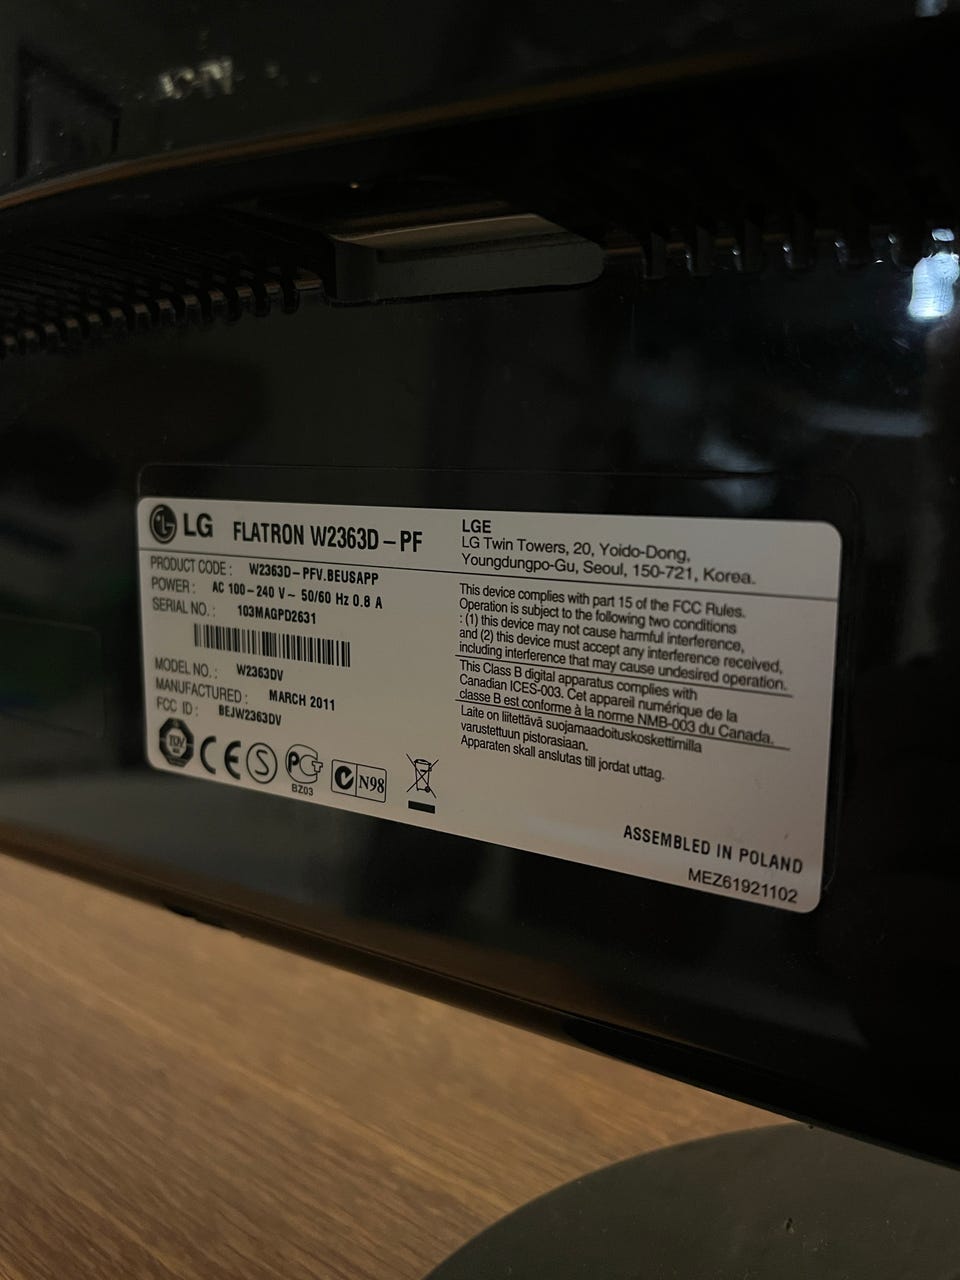 LG FLATRON W2363D-PF
PRODUCT CODE: W2363D-PFV.BEUSAPP
POWER: AC 100-240 V~ 50/60 Hz 0.8 A
SERIAL NO.: 103MAGPD2631
MODEL NO.: W2363DV
MANUFACTURED: MARCH 2011
FCC ID: BEJW2363DV
TÜV CE S PCT BZ03 N98
LGE
LG Twin Towers, 20, Yoido-Dong,
Youngdungpo-Gu, Seoul, 150-721, Korea.
This device complies with part 15 of the FCC Rules.
Operation is subject to the following two conditions
: (1) this device may not cause harmful interference,
and (2) this device must accept any interference received,
including interference that may cause undesired operation.
This Class B digital apparatus complies with
Canadian ICES-003. Cet appareil numérique de la
classe B est conforme à la norme NMB-003 du Canada.
Laite on liitettävä suojamaadoituskoskettimilla
varustettuun pistorasiaan.
Apparaten skall anslutas till jordat uttag.
ASSEMBLED IN POLAND
MEZ61921102